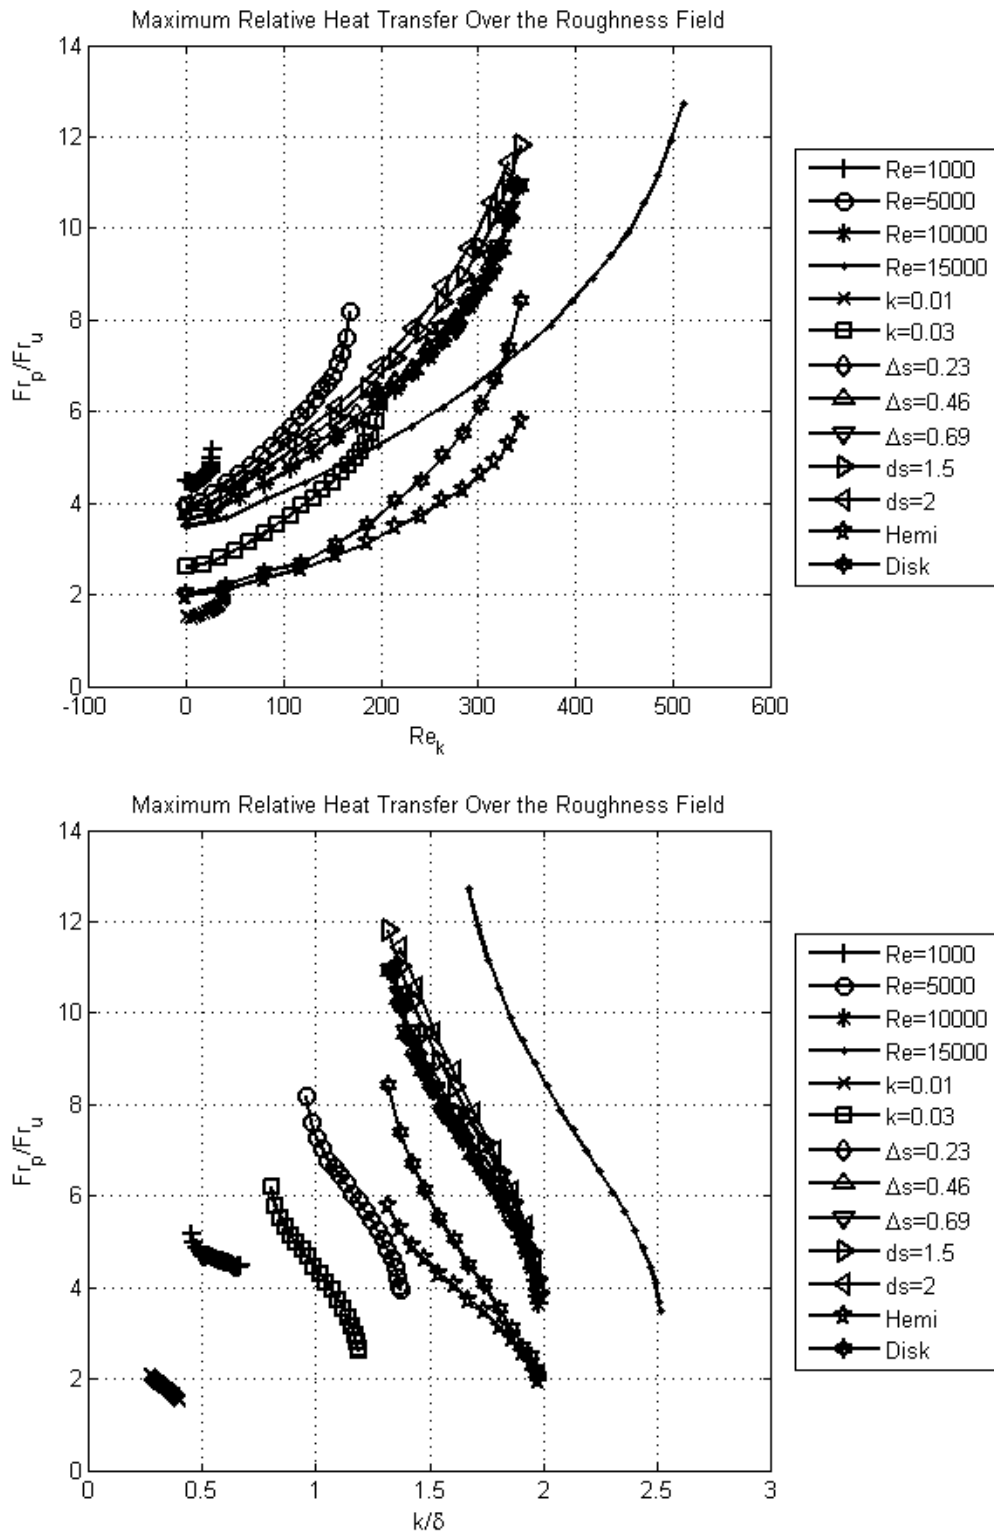 Maximum Relative Heat Transfer Over the Roughness Field
14
12
10
8
6
4
2
0
Fr_p/Fr_u
-100 0 100 200 300 400 500 600
Re_k
Re=1000
Re=5000
Re=10000
Re=15000
k=0.01
k=0.03
Δs=0.23
Δs=0.46
Δs=0.69
ds=1.5
ds=2
Hemi
Disk
Maximum Relative Heat Transfer Over the Roughness Field
14
12
10
8
6
4
2
0
Fr_p/Fr_u
0 0.5 1 1.5 2 2.5 3
k/δ
Re=1000
Re=5000
Re=10000
Re=15000
k=0.01
k=0.03
Δs=0.23
Δs=0.46
Δs=0.69
ds=1.5
ds=2
Hemi
Disk